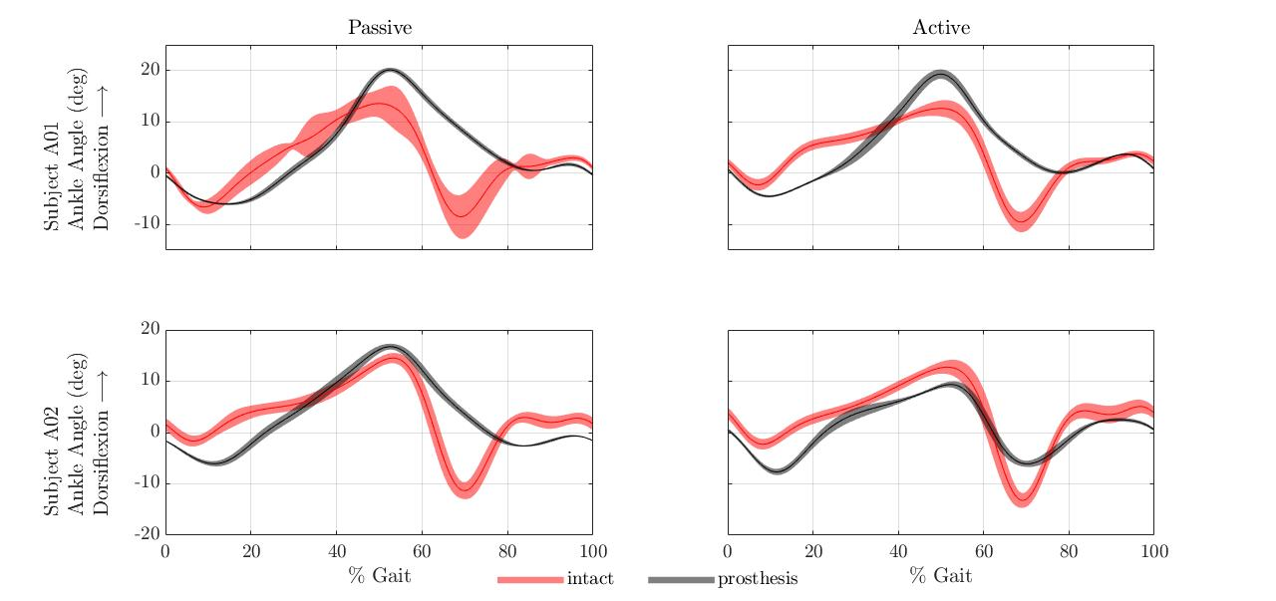 Passive
Active
Subject A01
Ankle Angle (deg)
Dorsiflexion ⟶
20
10
0
-10
Subject A02
Ankle Angle (deg)
Dorsiflexion ⟶
20
10
0
-10
-20
0 20 40 60 80 100
0 20 40 60 80 100
% Gait
% Gait
intact
prosthesis